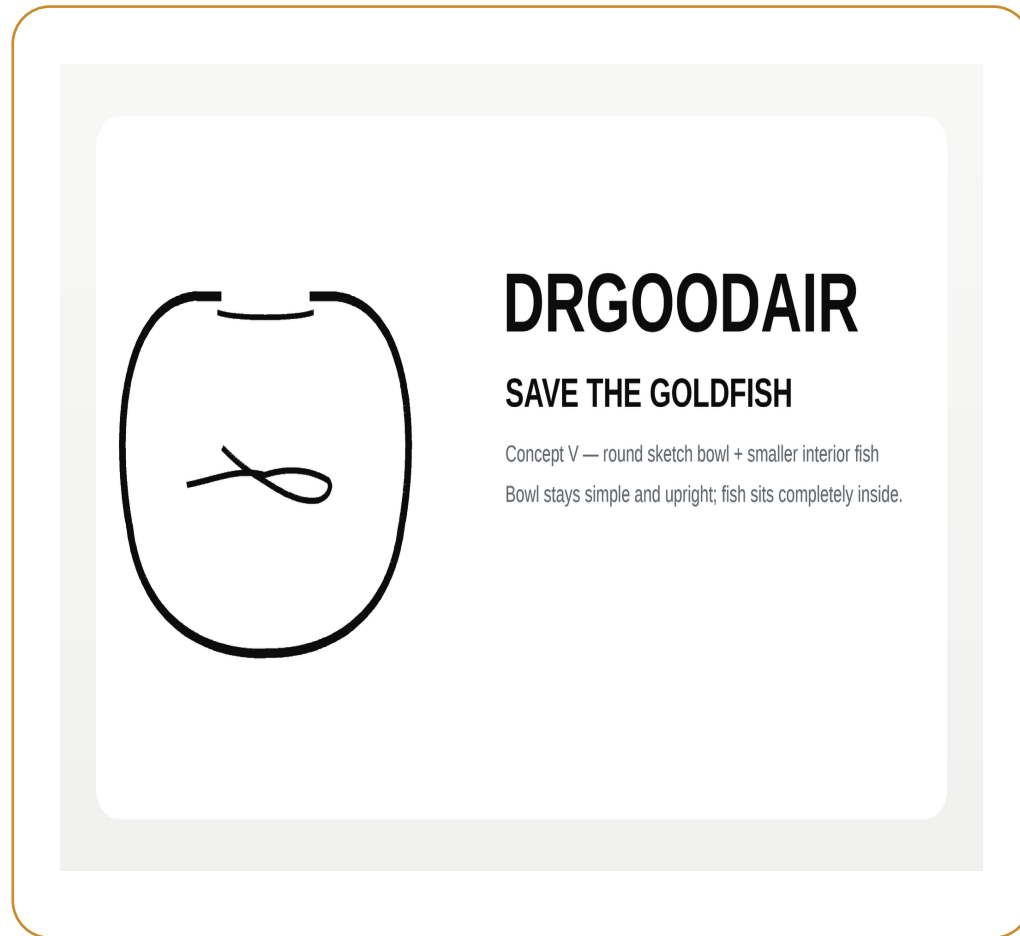 DRGOODAIR
SAVE THE GOLDFISH
Concept V — round sketch bowl + smaller interior fish
Bowl stays simple and upright; fish sits completely inside.